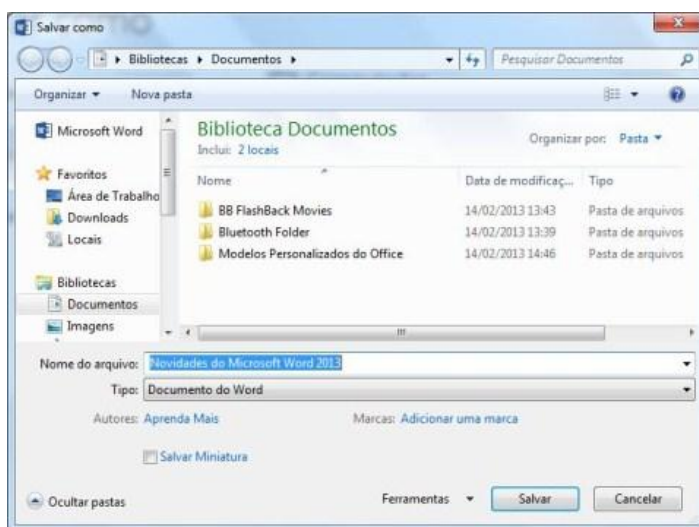 Salvar como
Bibliotecas Documentos
Pesquisar Documentos
Organizar Nova pasta
Microsoft Word
Favoritos
Área de Trabalho
Downloads
Locais
Bibliotecas
Documentos
Imagens
Biblioteca Documentos
Inclui: 2 locais
Organizar por: Pasta
Nome Data de modificaç... Tipo
BB FlashBack Movies 14/02/2013 13:43 Pasta de arquivos
Bluetooth Folder 14/02/2013 13:39 Pasta de arquivos
Modelos Personalizados do Office 14/02/2013 14:46 Pasta de arquivos
Nome do arquivo: Novidades do Microsoft Word 2013
Tipo: Documento do Word
Autores: Aprenda Mais Marcas: Adicionar uma marca
Salvar Miniatura
Ocultar pastas Ferramentas Salvar Cancelar